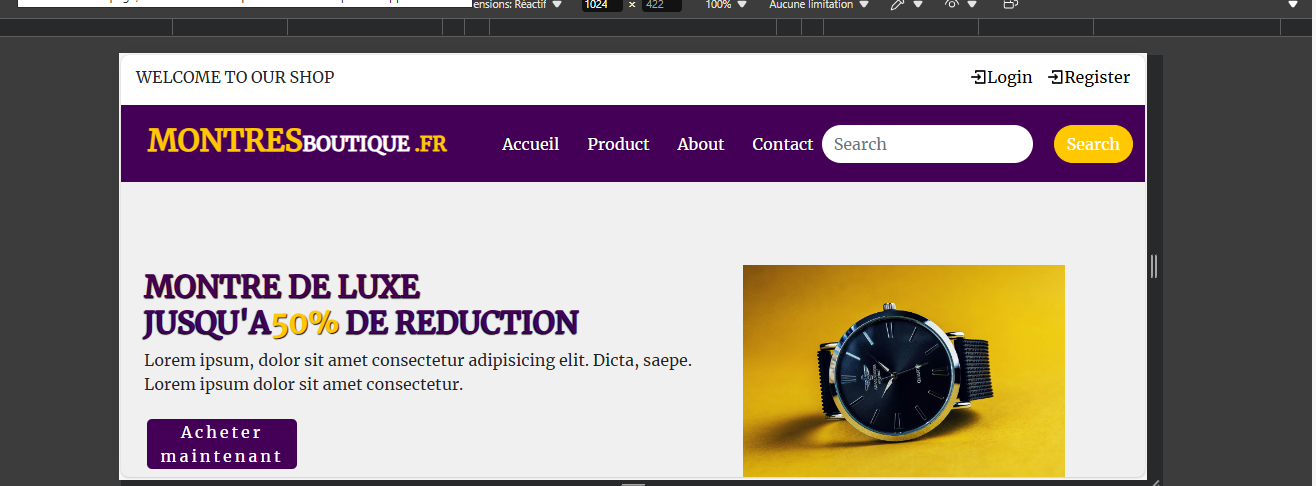 ensions: Réactif 1024 × 422 100% Aucune limitation
WELCOME TO OUR SHOP Login Register
MONTRESBOUTIQUE .FR Accueil Product About Contact Search Search
MONTRE DE LUXE
JUSQU'A50% DE REDUCTION
Lorem ipsum, dolor sit amet consectetur adipisicing elit. Dicta, saepe.
Lorem ipsum dolor sit amet consectetur.
Acheter
maintenant